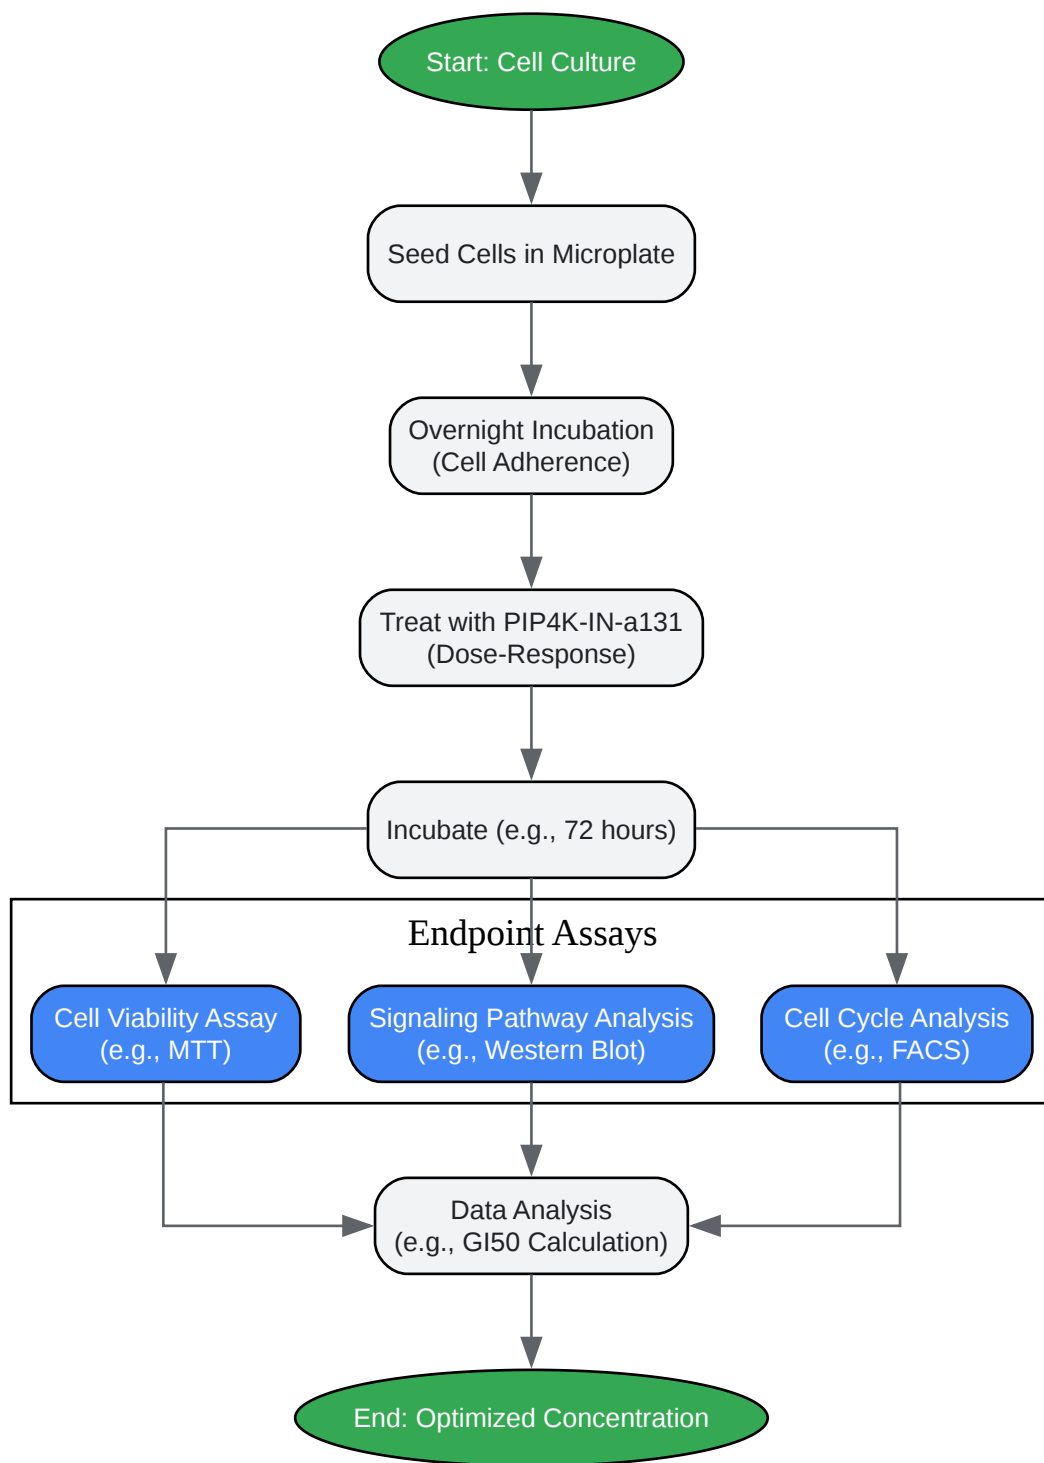 Start: Cell Culture
Seed Cells in Microplate
Overnight Incubation
(Cell Adherence)
Treat with PIP4K-IN-a131
(Dose-Response)
Incubate (e.g., 72 hours)
Endpoint Assays
Cell Viability Assay
(e.g., MTT)
Signaling Pathway Analysis
(e.g., Western Blot)
Cell Cycle Analysis
(e.g., FACS)
Data Analysis
(e.g., GI50 Calculation)
End: Optimized Concentration